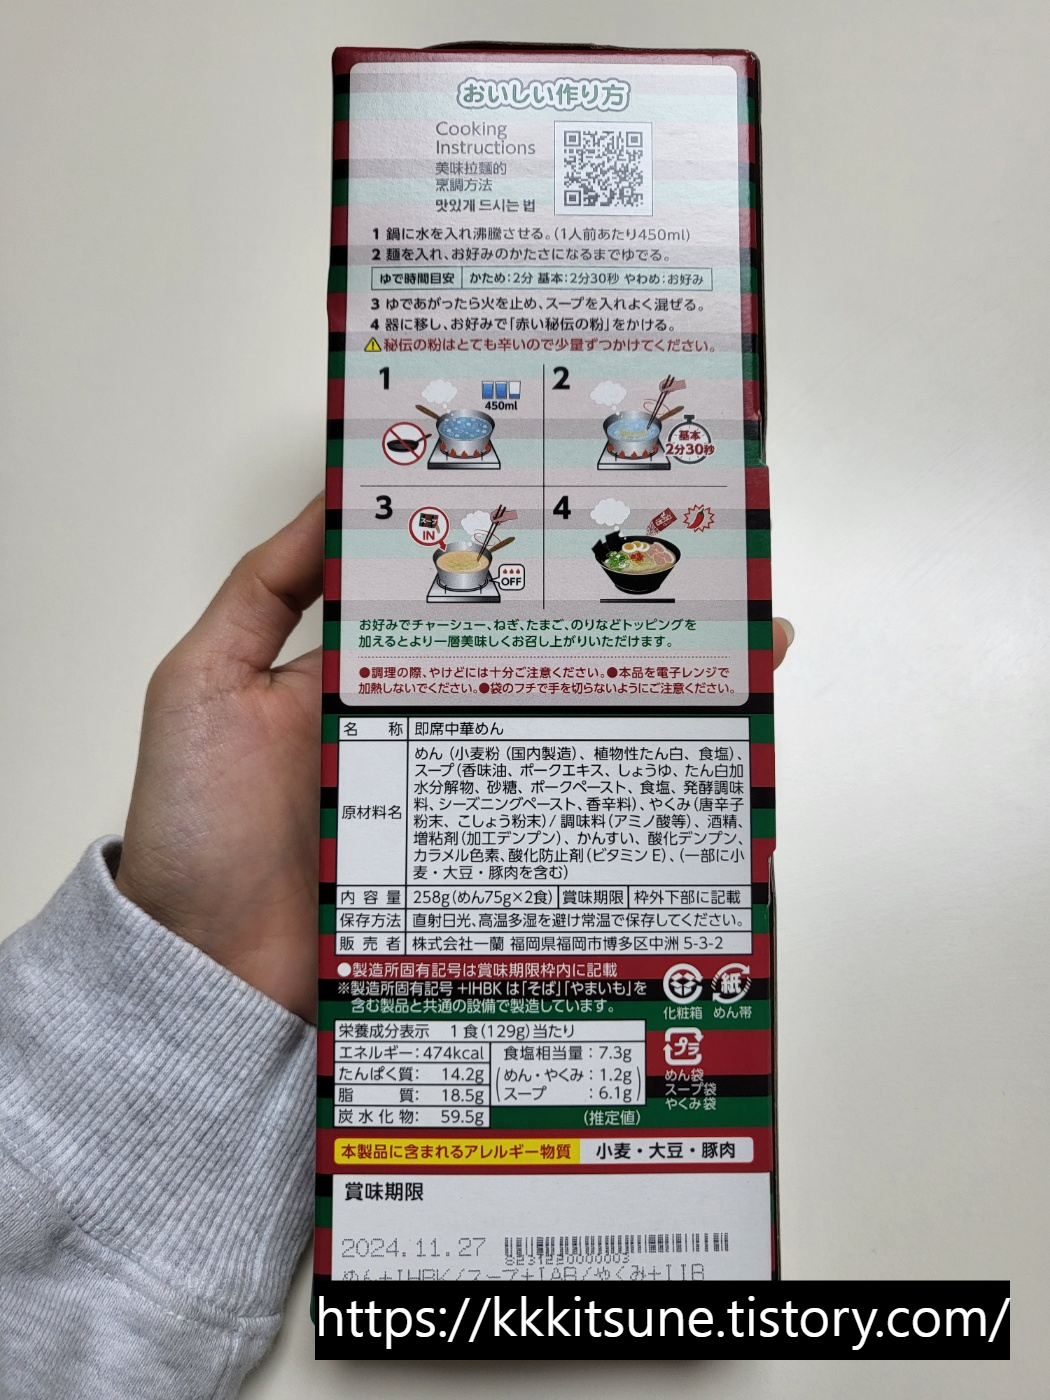 おいしい作り方
Cooking
Instructions
美味拉麵的
烹調方法
맛있게 드시는 법
1 鍋に水を入れ沸騰させる。(1人前あたり450ml)
2 麺を入れ、お好みのかたさになるまでゆでる。
ゆで時間目安 かため:2分 基本:2分30秒 やわめ:お好み
3 ゆであがったら火を止め、スープを入れよく混ぜる。
4 器に移し、お好みで「赤い秘伝の粉」をかける。
秘伝の粉はとても辛いので少量ずつかけてください。
1
450ml
2
基本
2分30秒
3
IN
OFF
4
お好みでチャーシュー、ねぎ、たまご、のりなどトッピングを
加えるとより一層美味しくお召し上がりいただけます。
●調理の際、やけどには十分ご注意ください。●本品を電子レンジで
加熱しないでください。●袋のフチで手を切らないようにご注意ください。
名称 即席中華めん
原材料名
めん(小麦粉(国内製造)、植物性たん白、食塩)、
スープ(香味油、ポークエキス、しょうゆ、たん白加
水分解物、砂糖、ポークペースト、食塩、発酵調味
料、シーズニングペースト、香辛料)、やくみ(唐辛子
粉末、こしょう粉末)/調味料(アミノ酸等)、酒精、
増粘剤(加工デンプン)、かんすい、酸化デンプン、
カラメル色素、酸化防止剤(ビタミンE)、(一部に小
麦・大豆・豚肉を含む)
内容量 258g(めん75g×2食) 賞味期限 枠外下部に記載
保存方法 直射日光、高温多湿を避け常温で保存してください。
販売者 株式会社一蘭 福岡県福岡市博多区中洲 5-3-2
●製造所固有記号は賞味期限枠内に記載
※製造所固有記号 +IHBK は「そば」「やまいも」を
含む製品と共通の設備で製造しています。
化粧箱
紙
めん帯
プラ
めん袋
スープ袋
やくみ袋
栄養成分表示 1食(129g)当たり
エネルギー:474kcal
たんぱく質: 14.2g
脂質: 18.5g
炭水化物: 59.5g
食塩相当量:7.3g
(めん・やくみ:1.2g
スープ:6.1g)
(推定値)
本製品に含まれるアレルギー物質 小麦・大豆・豚肉
賞味期限
2024.11.27
8231220000003
めん+IHBK/スープ+IAB/やくみ+IIB
https://kkkitsune.tistory.com/